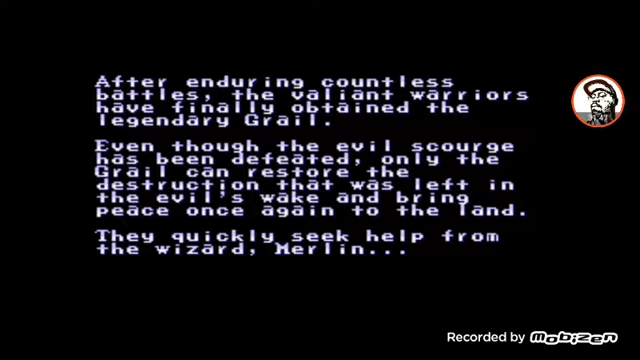 After enduring countless
battles, the valiant warriors
have finally obtained the
legendary Grail.
Even though the evil scourge
has been defeated, only the
Grail can restore the
destruction that was left in
the evil's wake and bring
peace once again to the land.
They quickly seek help from
the wizard, Merlin...
Recorded by mobizen